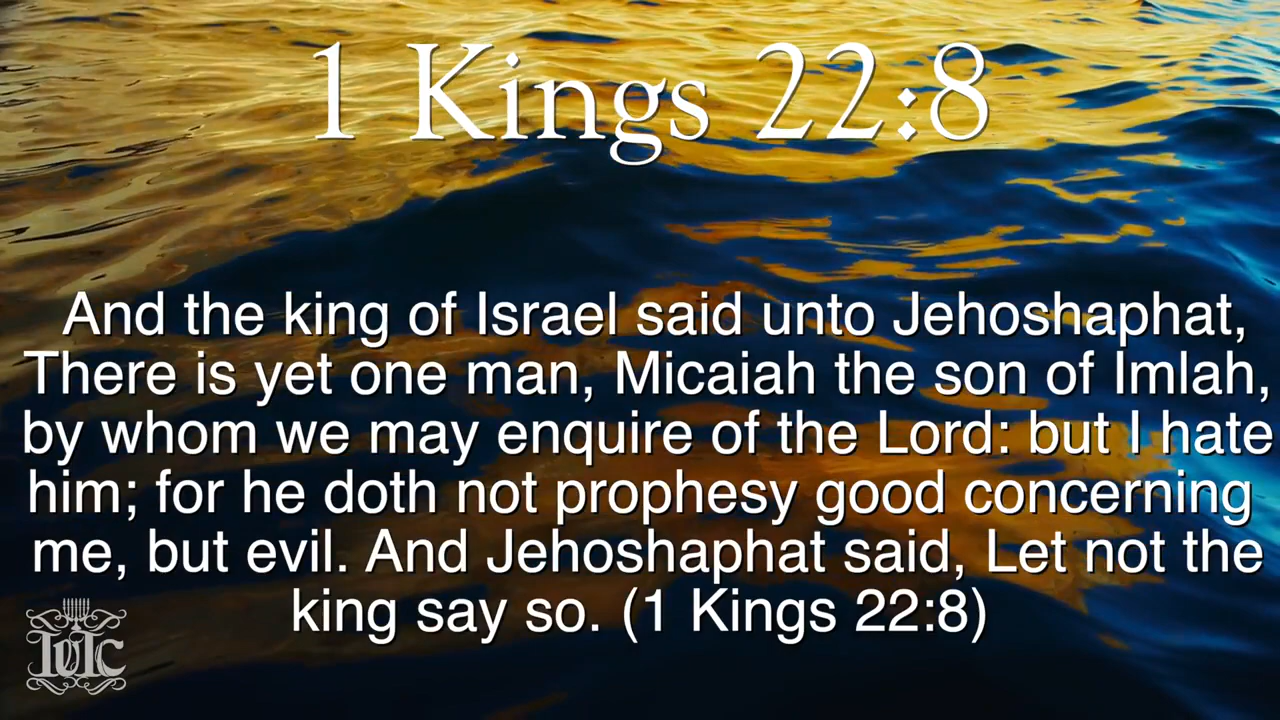 1 Kings 22:8
And the king of Israel said unto Jehoshaphat,
There is yet one man, Micaiah the son of Imlah,
by whom we may enquire of the Lord: but I hate
him; for he doth not prophesy good concerning
me, but evil. And Jehoshaphat said, Let not the
king say so. (1 Kings 22:8)
IUIC